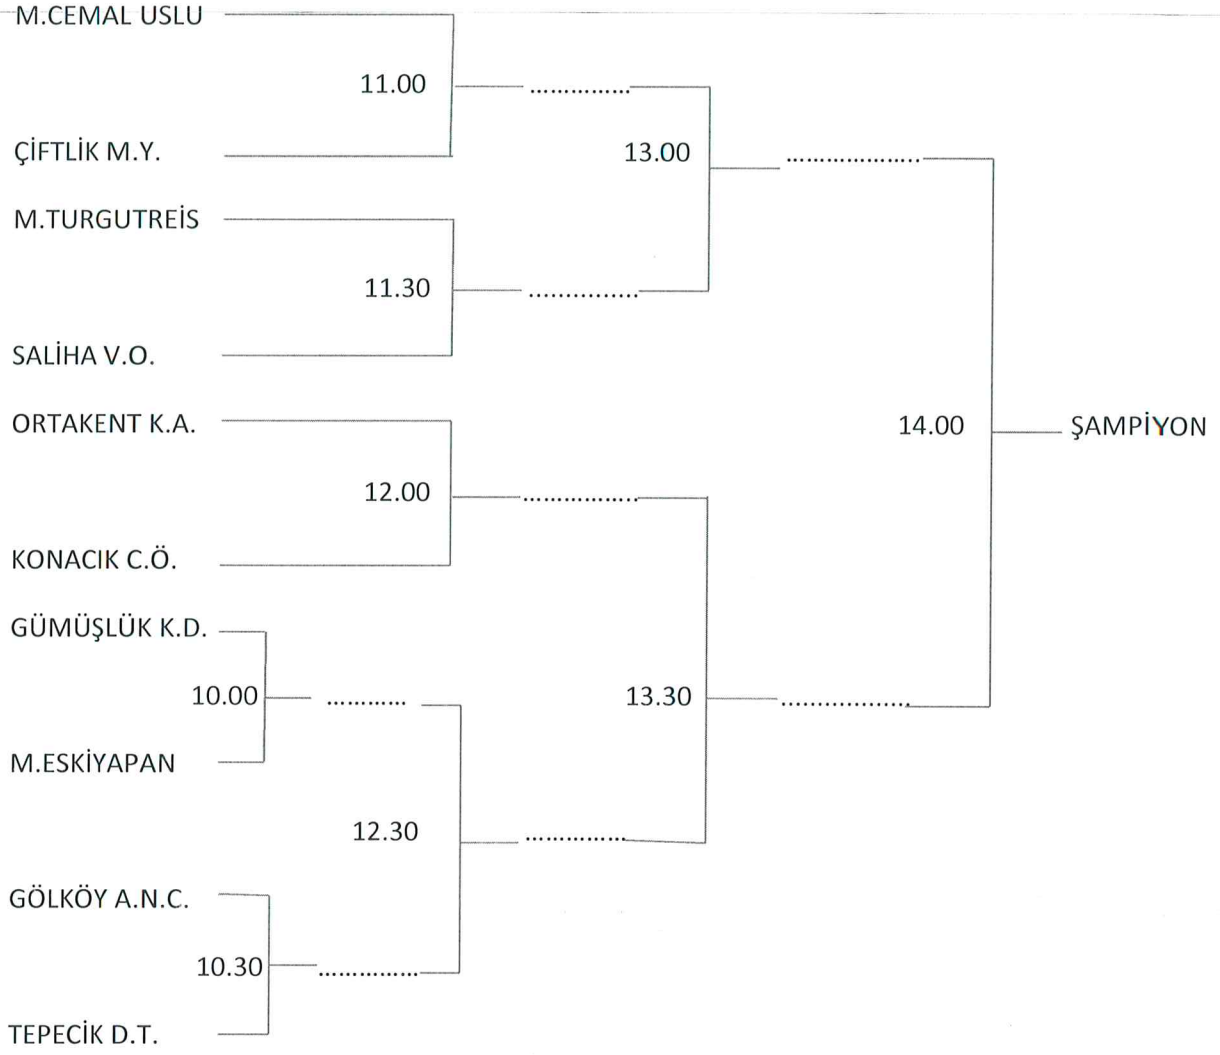 M.CEMAL USLU
11.00
...............
ÇİFTLİK M.Y.
13.00
...................
M.TURGUTREİS
11.30
................
SALİHA V.O.
ORTAKENT K.A.
14.00
ŞAMPİYON
12.00
.................
KONACIK C.Ö.
GÜMÜŞLÜK K.D.
10.00
............
13.30
...................
M.ESKİYAPAN
12.30
...............
GÖLKÖY A.N.C.
10.30
...............
TEPECİK D.T.